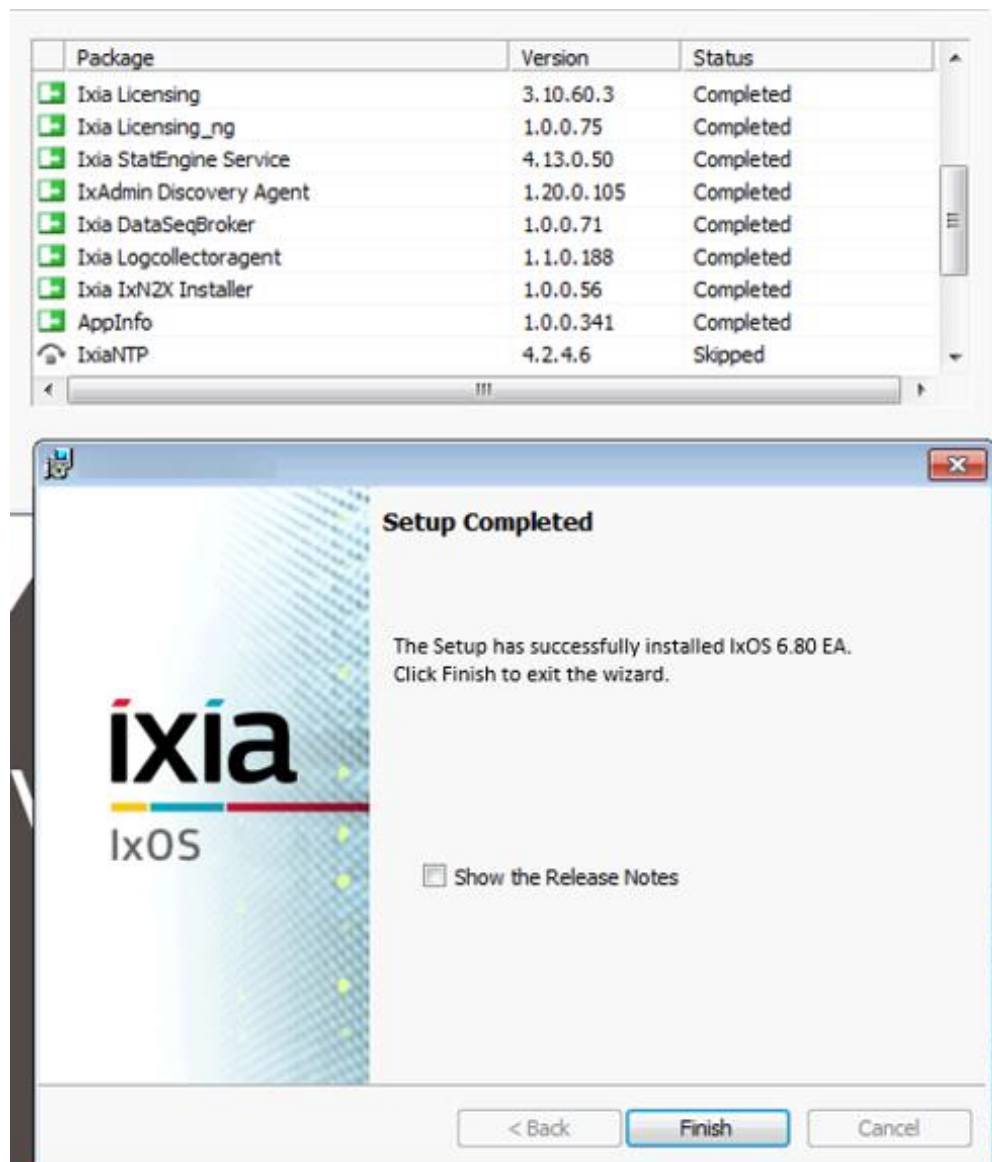 Package Version Status
Ixia Licensing 3.10.60.3 Completed
Ixia Licensing_ng 1.0.0.75 Completed
Ixia StatEngine Service 4.13.0.50 Completed
IxAdmin Discovery Agent 1.20.0.105 Completed
Ixia DataSeqBroker 1.0.0.71 Completed
Ixia Logcollectoragent 1.1.0.188 Completed
Ixia IxN2X Installer 1.0.0.56 Completed
AppInfo 1.0.0.341 Completed
IxiaNTP 4.2.4.6 Skipped
Setup Completed
The Setup has successfully installed IxOS 6.80 EA.
Click Finish to exit the wizard.
ixia
IxOS
Show the Release Notes
< Back Finish Cancel